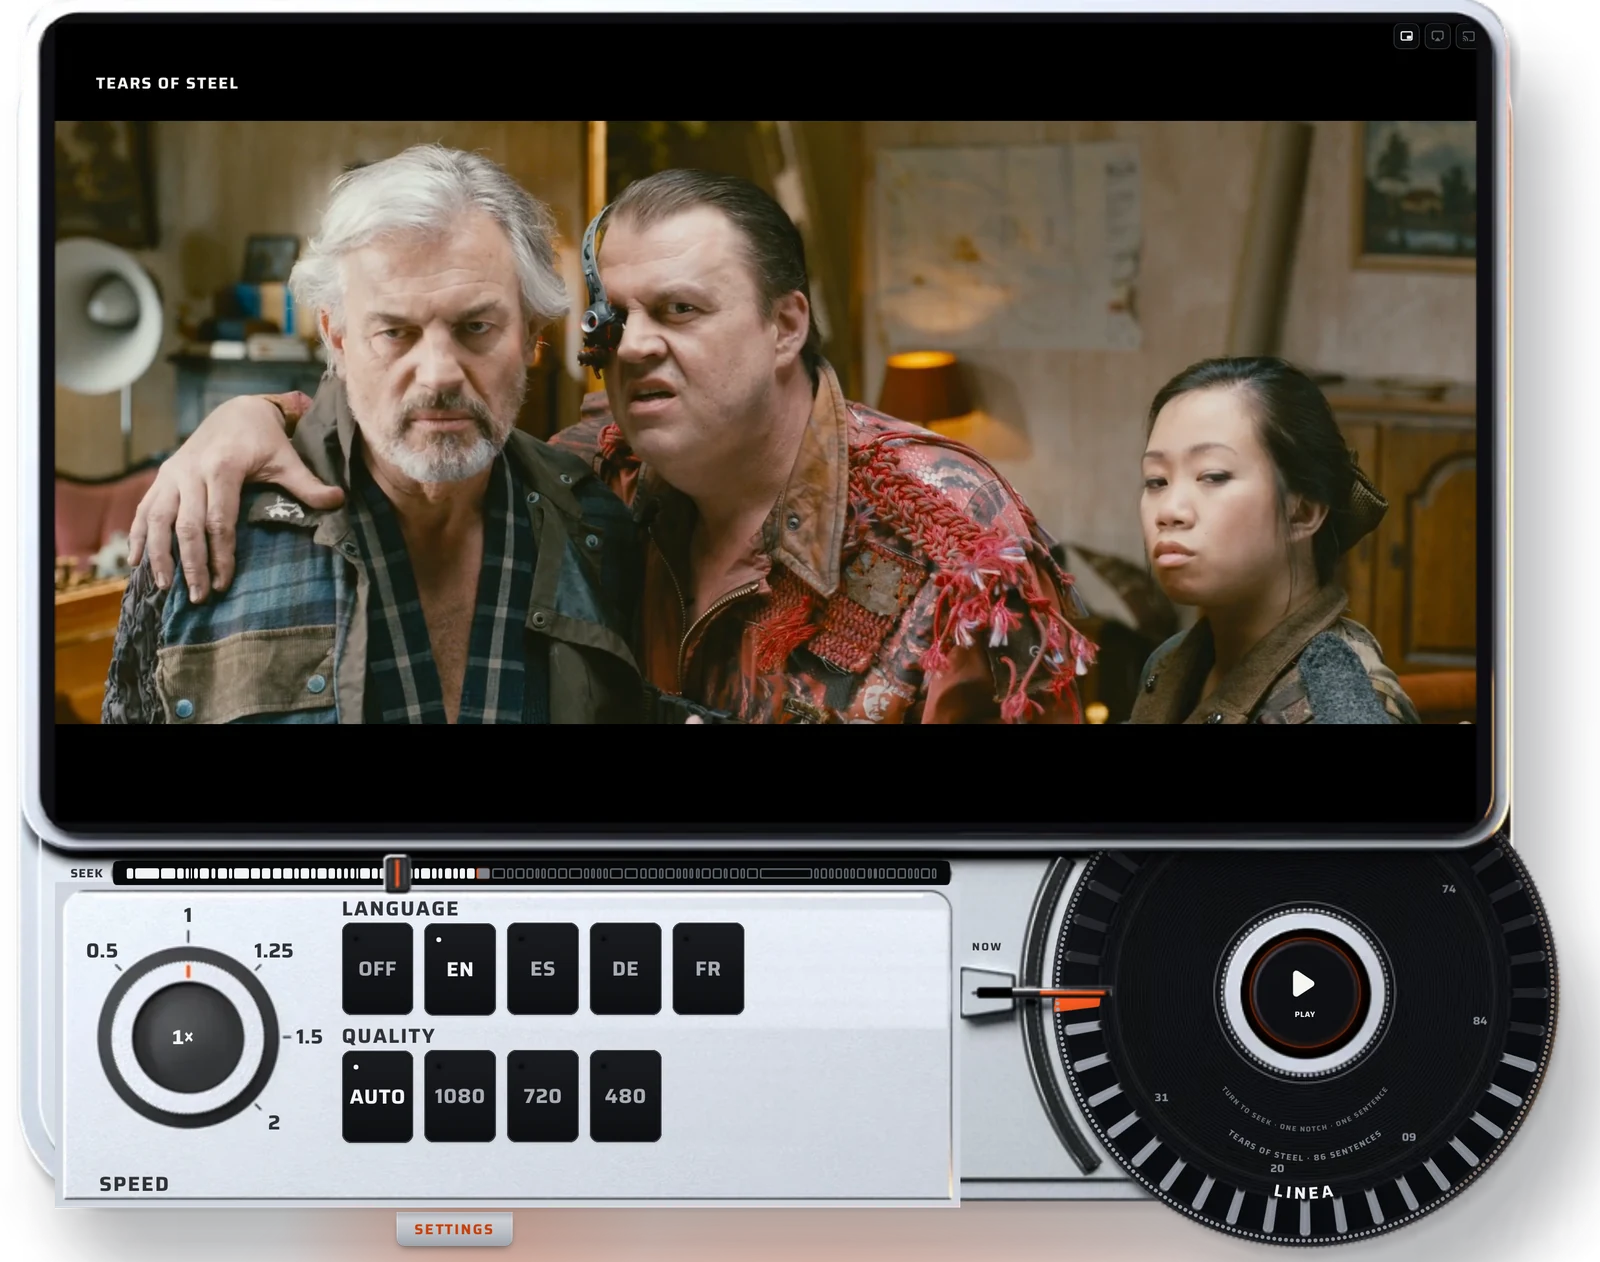 TEARS OF STEEL
SEEK
LANGUAGE
OFF EN ES DE FR
QUALITY
AUTO 1080 720 480
0.5 1 1.25 1.5 2
1×
SPEED
SETTINGS
NOW
PLAY
74
84
31
09
20
TURN TO SEEK · ONE NOTCH · ONE SENTENCE
TEARS OF STEEL · 86 SENTENCES
LINEA